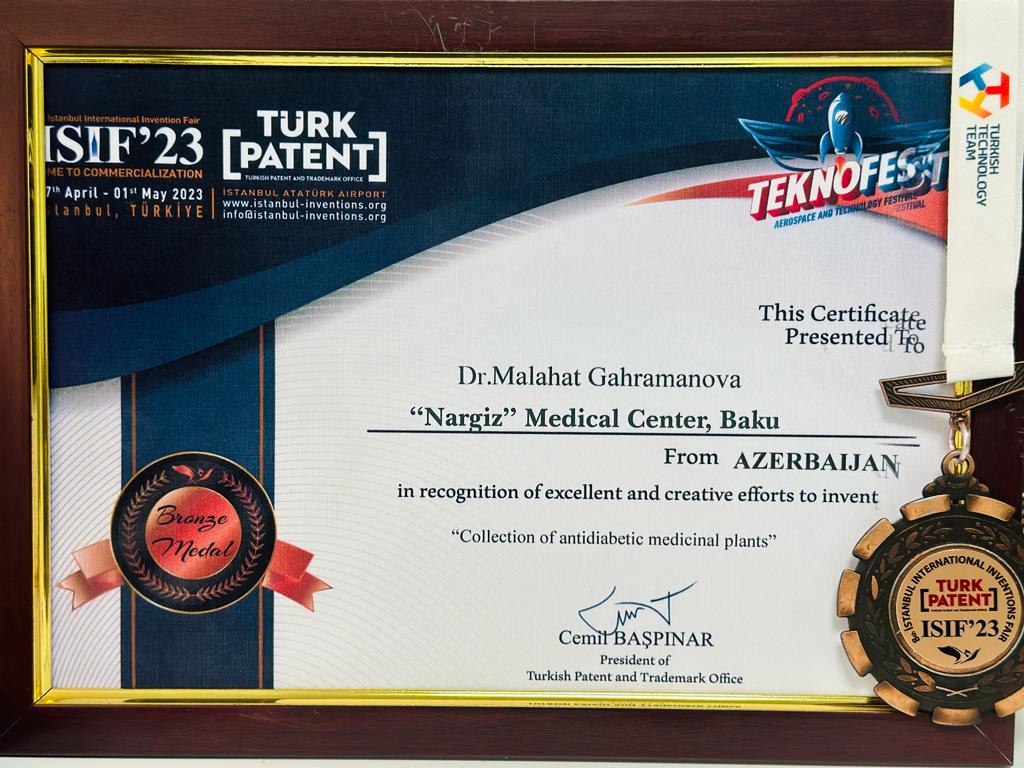 Istanbul International Invention Fair
ISIF’23
ME TO COMMERCIALIZATION
7th April - 01st May 2023
stanbul, TÜRKİYE
TÜRK
[PATENT]
TURKISH PATENT AND TRADEMARK OFFICE
İSTANBUL ATATÜRK AIRPORT
www.istanbul-inventions.org
info@istanbul-inventions.org
TEKNOFEST
AEROSPACE AND TECHNOLOGY FESTIVAL
FESTIVAL
TURKISH
TECHNOLOGY
TEAM
This Certificate
Presented To
Dr.Malahat Gahramanova
“Nargiz” Medical Center, Baku
From AZERBAIJAN
in recognition of excellent and creative efforts to invent
“Collection of antidiabetic medicinal plants”
Bronze
Medal
Cemil BAŞPINAR
President of
Turkish Patent and Trademark Office
8th ISTANBUL INTERNATIONAL INVENTIONS FAIR
TURK
[PATENT]
ISIF’23